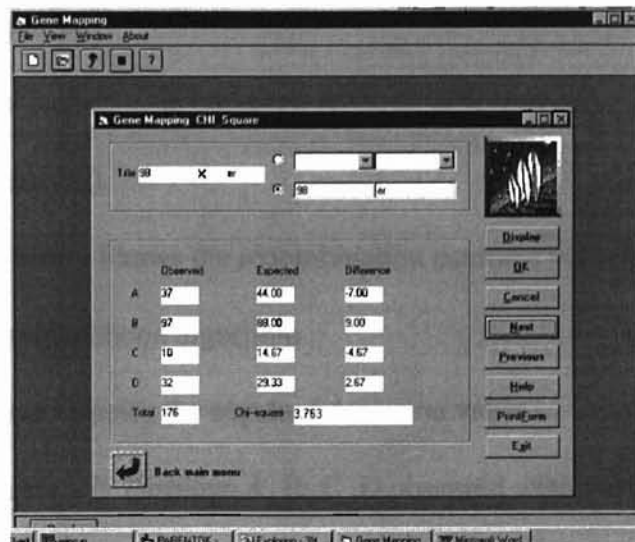 Gene Mapping
File View Window About
?
Gene Mapping CHI Square
Title 98 X er
98 er
Display
OK
Cancel
Next
Previous
Help
PrintForm
Exit
Observed Expected Difference
A 37 44.00 -7.00
B 97 88.00 9.00
C 10 14.67 -4.67
D 32 29.33 2.67
Total 176 Chi-square 3.763
Back main menu
Gene Mapping Microsoft Word